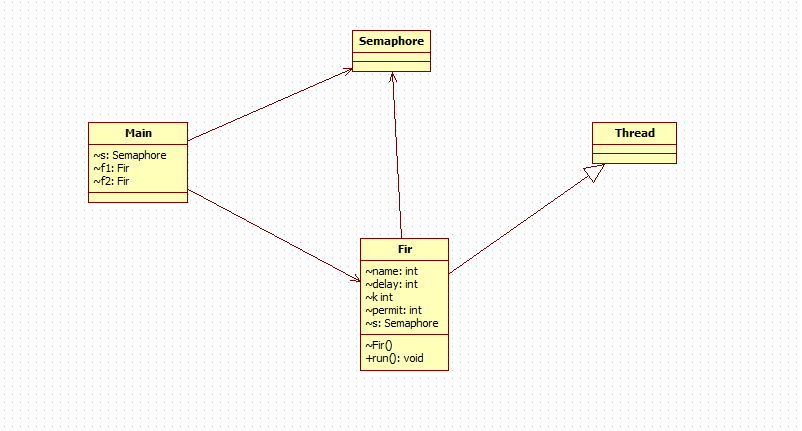 Semaphore
Main
~s: Semaphore
~f1: Fir
~f2: Fir
Thread
Fir
~name: int
~delay: int
~k int
~permit: int
~s: Semaphore
~Fir()
+run(): void